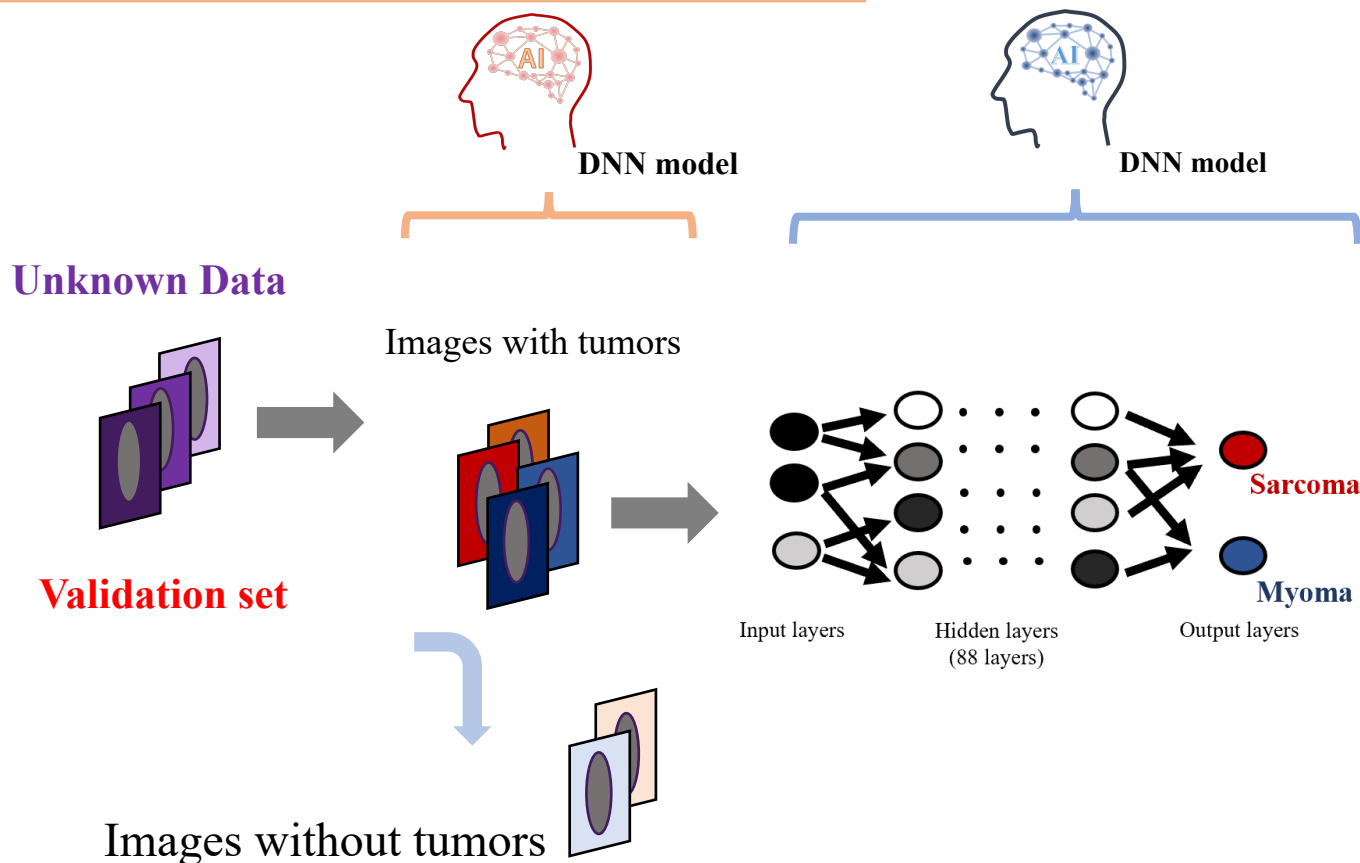 AI
AI
DNN model
DNN model
Unknown Data
Images with tumors
Sarcoma
Validation set
Myoma
Input layers
Hidden layers
(88 layers)
Output layers
Images without tumors